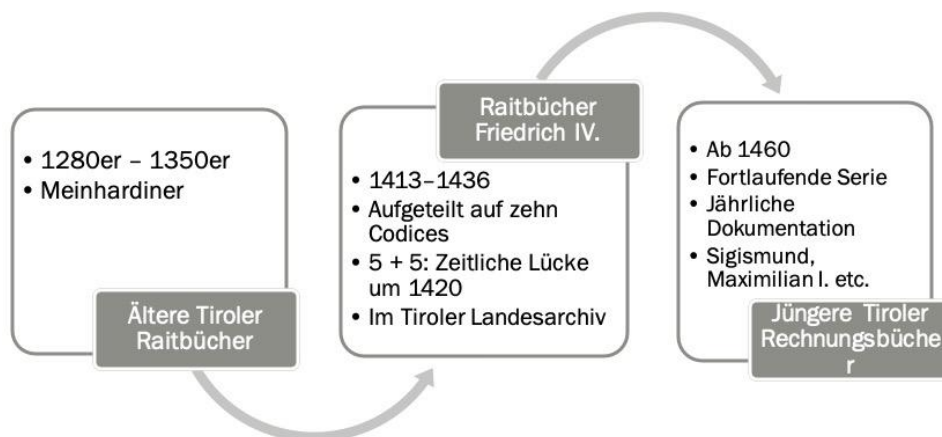 • 1280er – 1350er
• Meinhardiner
Ältere Tiroler
Raitbücher
Raitbücher
Friedrich IV.
• 1413–1436
• Aufgeteilt auf zehn
Codices
• 5 + 5: Zeitliche Lücke
um 1420
• Im Tiroler Landesarchiv
• Ab 1460
• Fortlaufende Serie
• Jährliche
Dokumentation
• Sigismund,
Maximilian I. etc.
Jüngere Tiroler
Rechnungsbüche
r